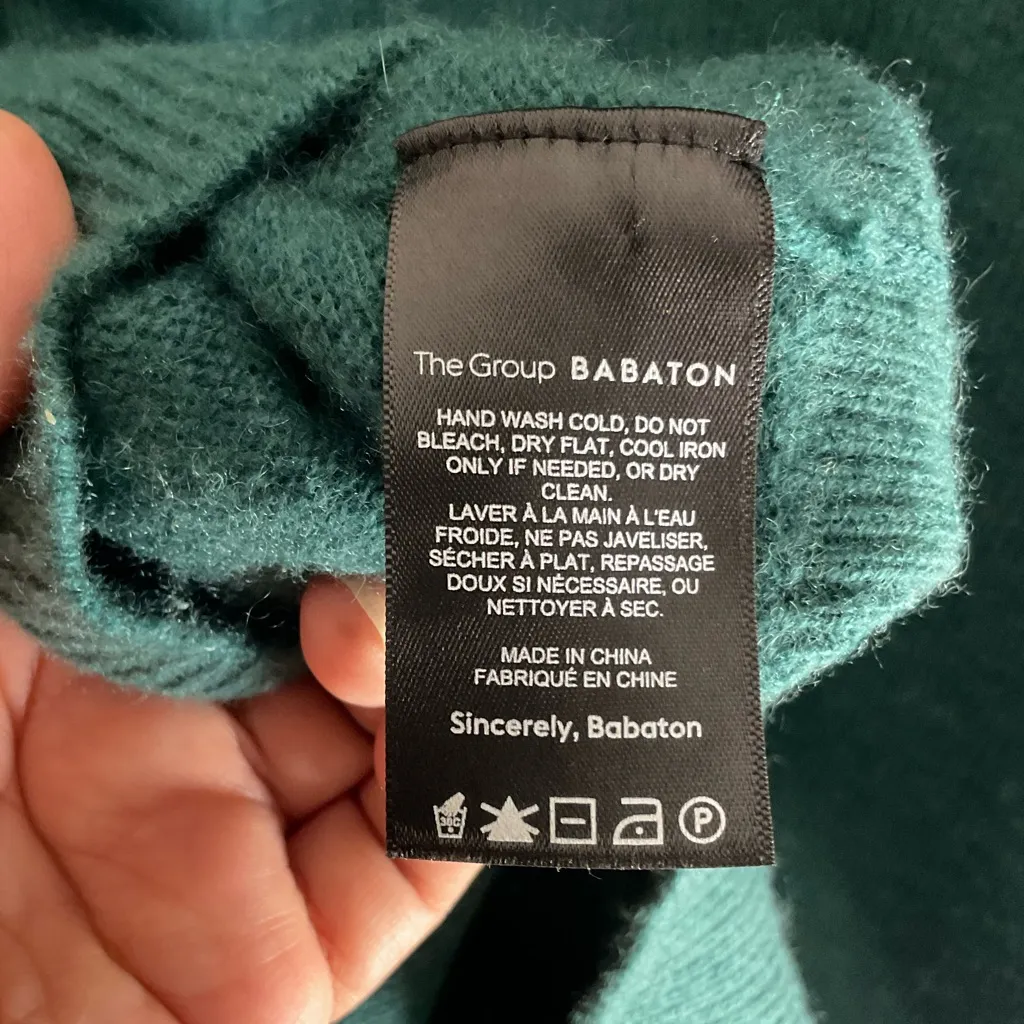 The Group BABATON
HAND WASH COLD, DO NOT
BLEACH, DRY FLAT, COOL IRON
ONLY IF NEEDED, OR DRY
CLEAN.
LAVER À LA MAIN À L'EAU
FROIDE, NE PAS JAVELISER,
SÉCHER À PLAT, REPASSAGE
DOUX SI NÉCESSAIRE, OU
NETTOYER À SEC.
MADE IN CHINA
FABRIQUÉ EN CHINE
Sincerely, Babaton
30C P